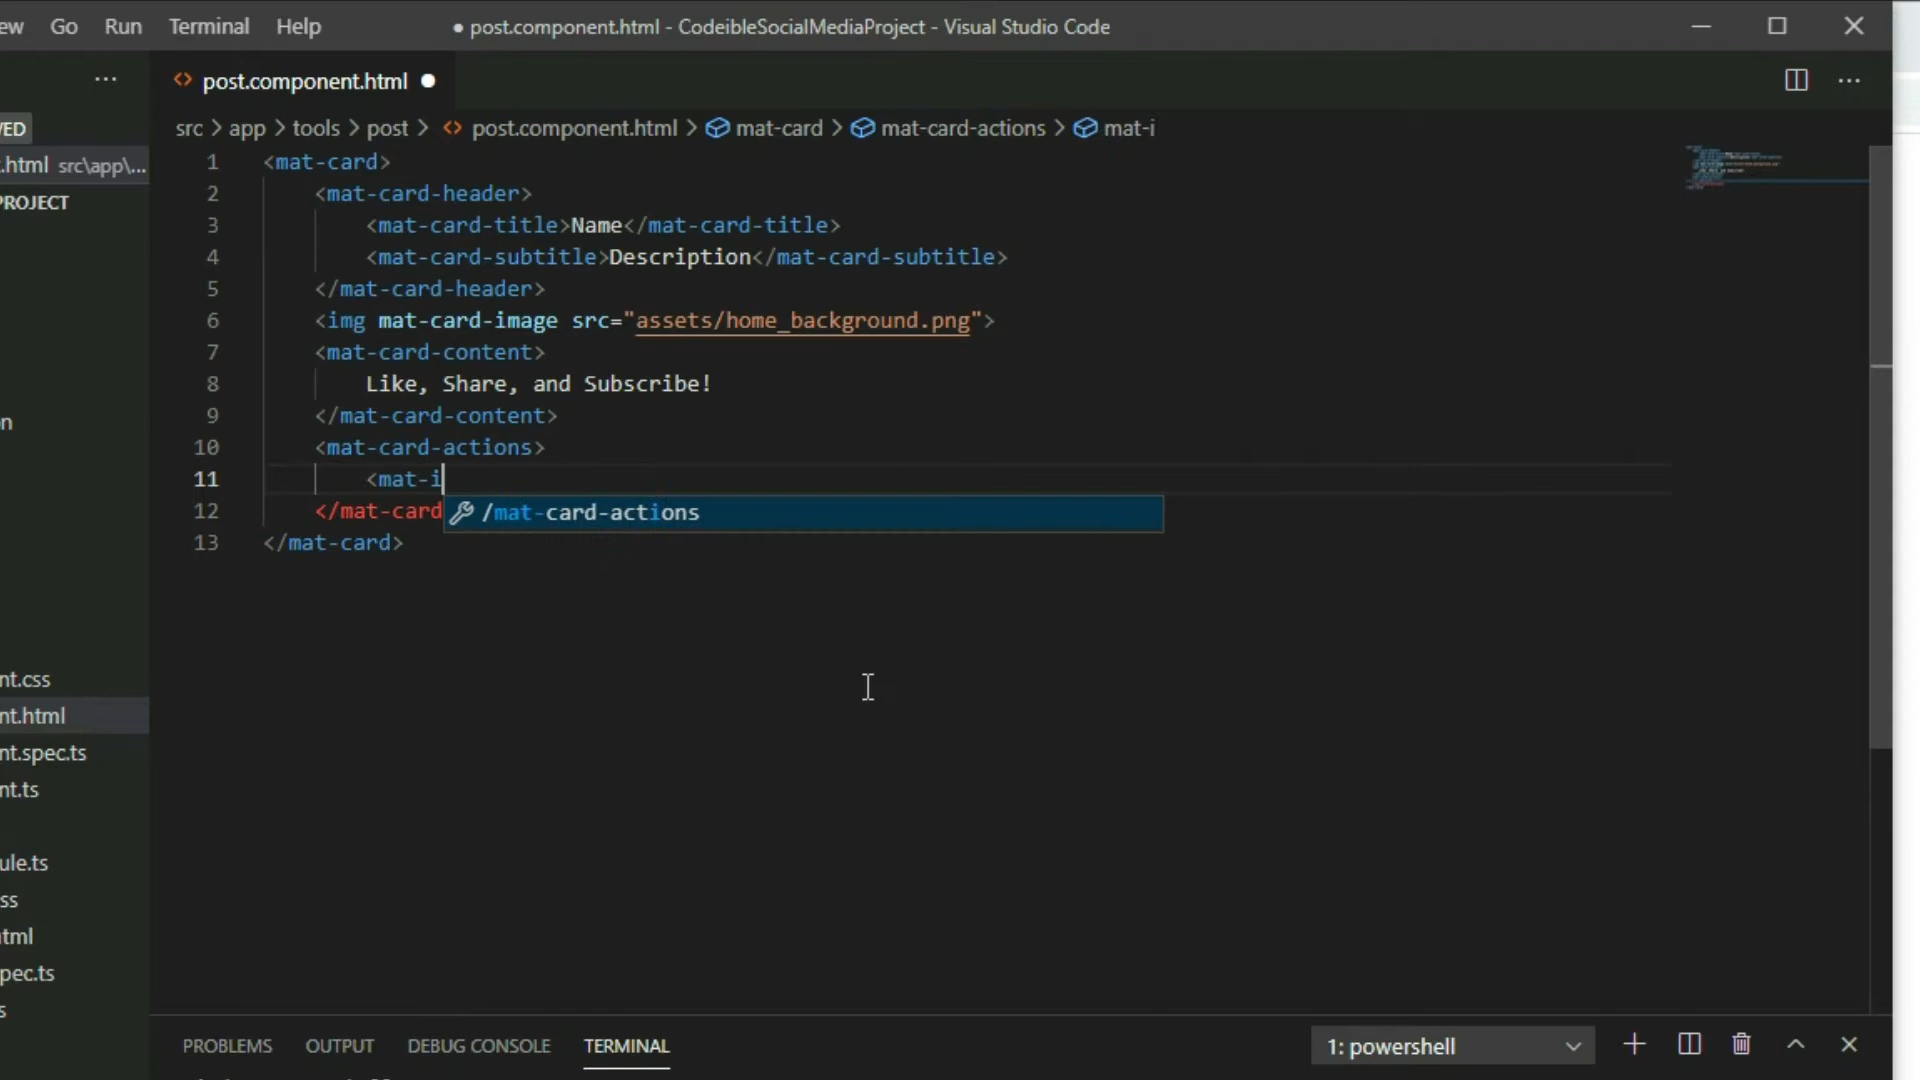 ew Go Run Terminal Help ● post.component.html - CodeibleSocialMediaProject - Visual Studio Code
··· <> post.component.html ● ···
VED src > app > tools > post > <> post.component.html > mat-card > mat-card-actions > mat-i
.html src\app\...
PROJECT
1 <mat-card>
2 <mat-card-header>
3 <mat-card-title>Name</mat-card-title>
4 <mat-card-subtitle>Description</mat-card-subtitle>
5 </mat-card-header>
6 <img mat-card-image src="assets/home_background.png">
7 <mat-card-content>
8 Like, Share, and Subscribe!
9 </mat-card-content>
10 <mat-card-actions>
11 <mat-i
12 </mat-card
/mat-card-actions
13 </mat-card>
n
nt.css
nt.html
nt.spec.ts
nt.ts
ule.ts
ss
tml
pec.ts
s
PROBLEMS OUTPUT DEBUG CONSOLE TERMINAL 1: powershell